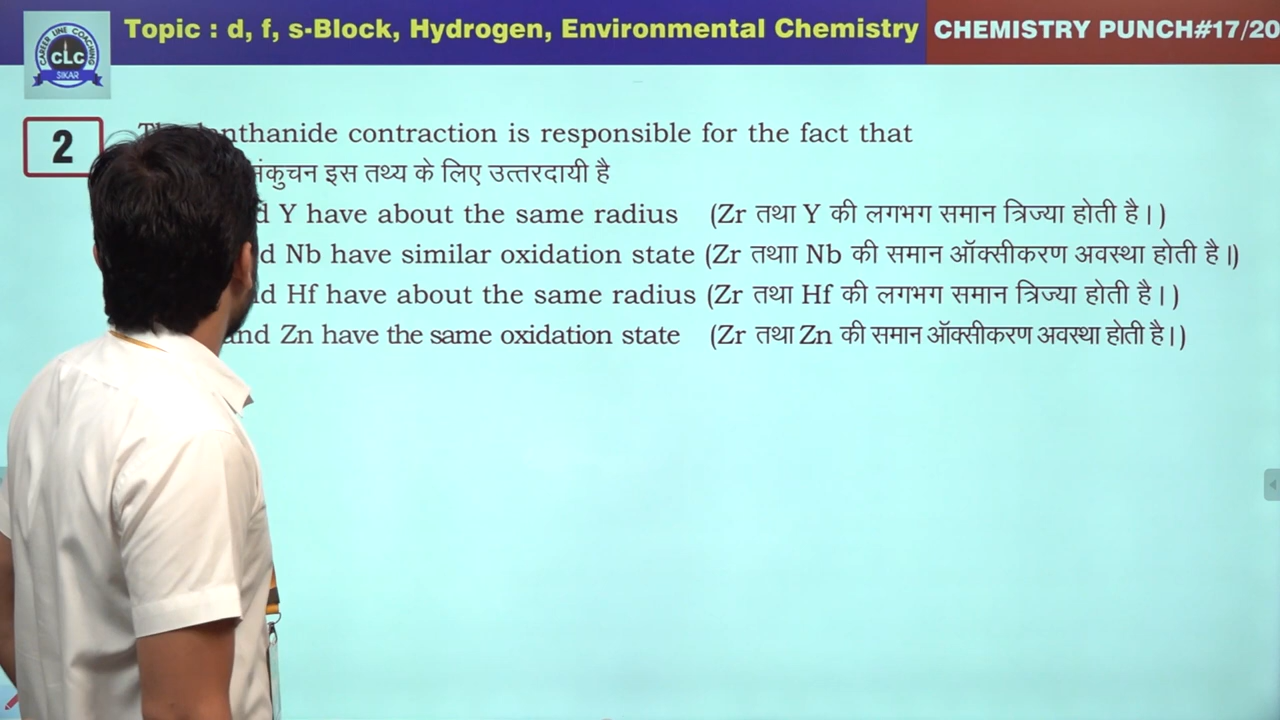 Topic : d, f, s-Block, Hydrogen, Environmental Chemistry
CHEMISTRY PUNCH#17/20
CAREER LINE COACHING
CLC
SIKAR
2
contraction is responsible for the fact that
इस तथ्य के लिए उत्तरदायी है
Y have about the same radius (Zr तथा Y की लगभग समान त्रिज्या होती है।)
Nb have similar oxidation state (Zr तथाा Nb की समान ऑक्सीकरण अवस्था होती है।)
Hf have about the same radius (Zr तथा Hf की लगभग समान त्रिज्या होती है।)
and Zn have the same oxidation state (Zr तथा Zn की समान ऑक्सीकरण अवस्था होती है।)